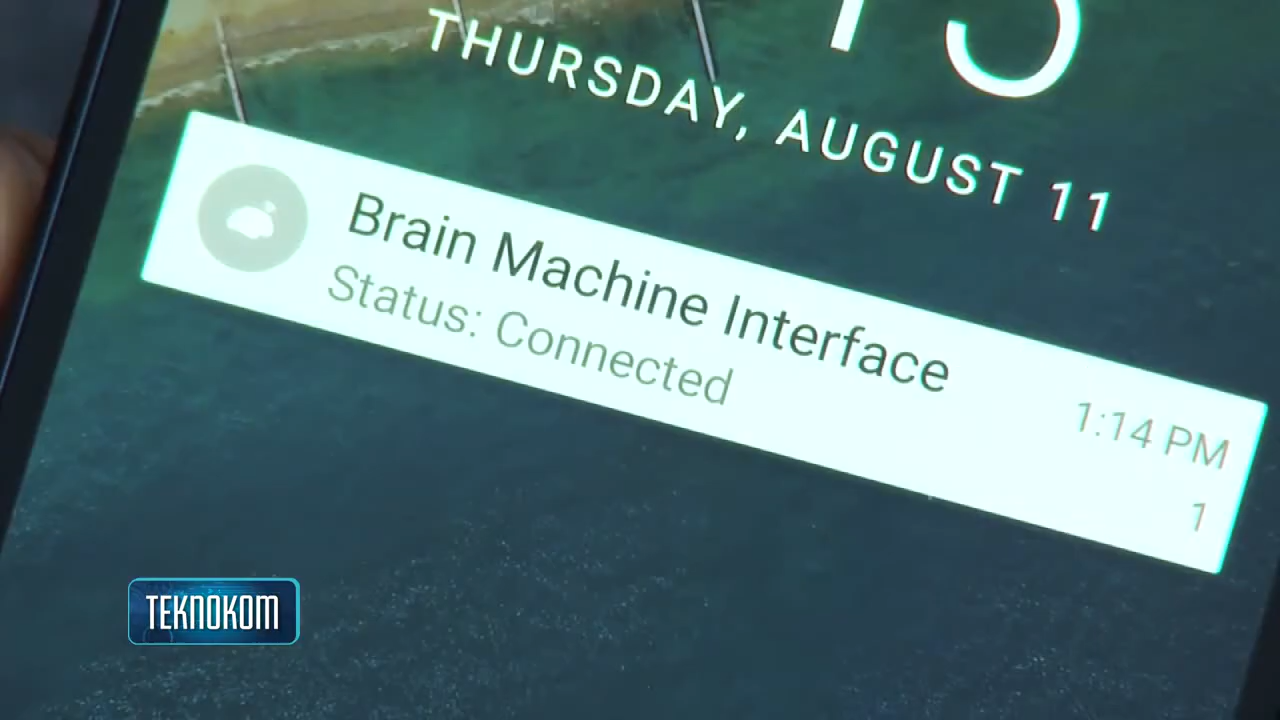 THURSDAY, AUGUST 11
Brain Machine Interface
Status: Connected
1:14 PM
1
TEKNOKOM